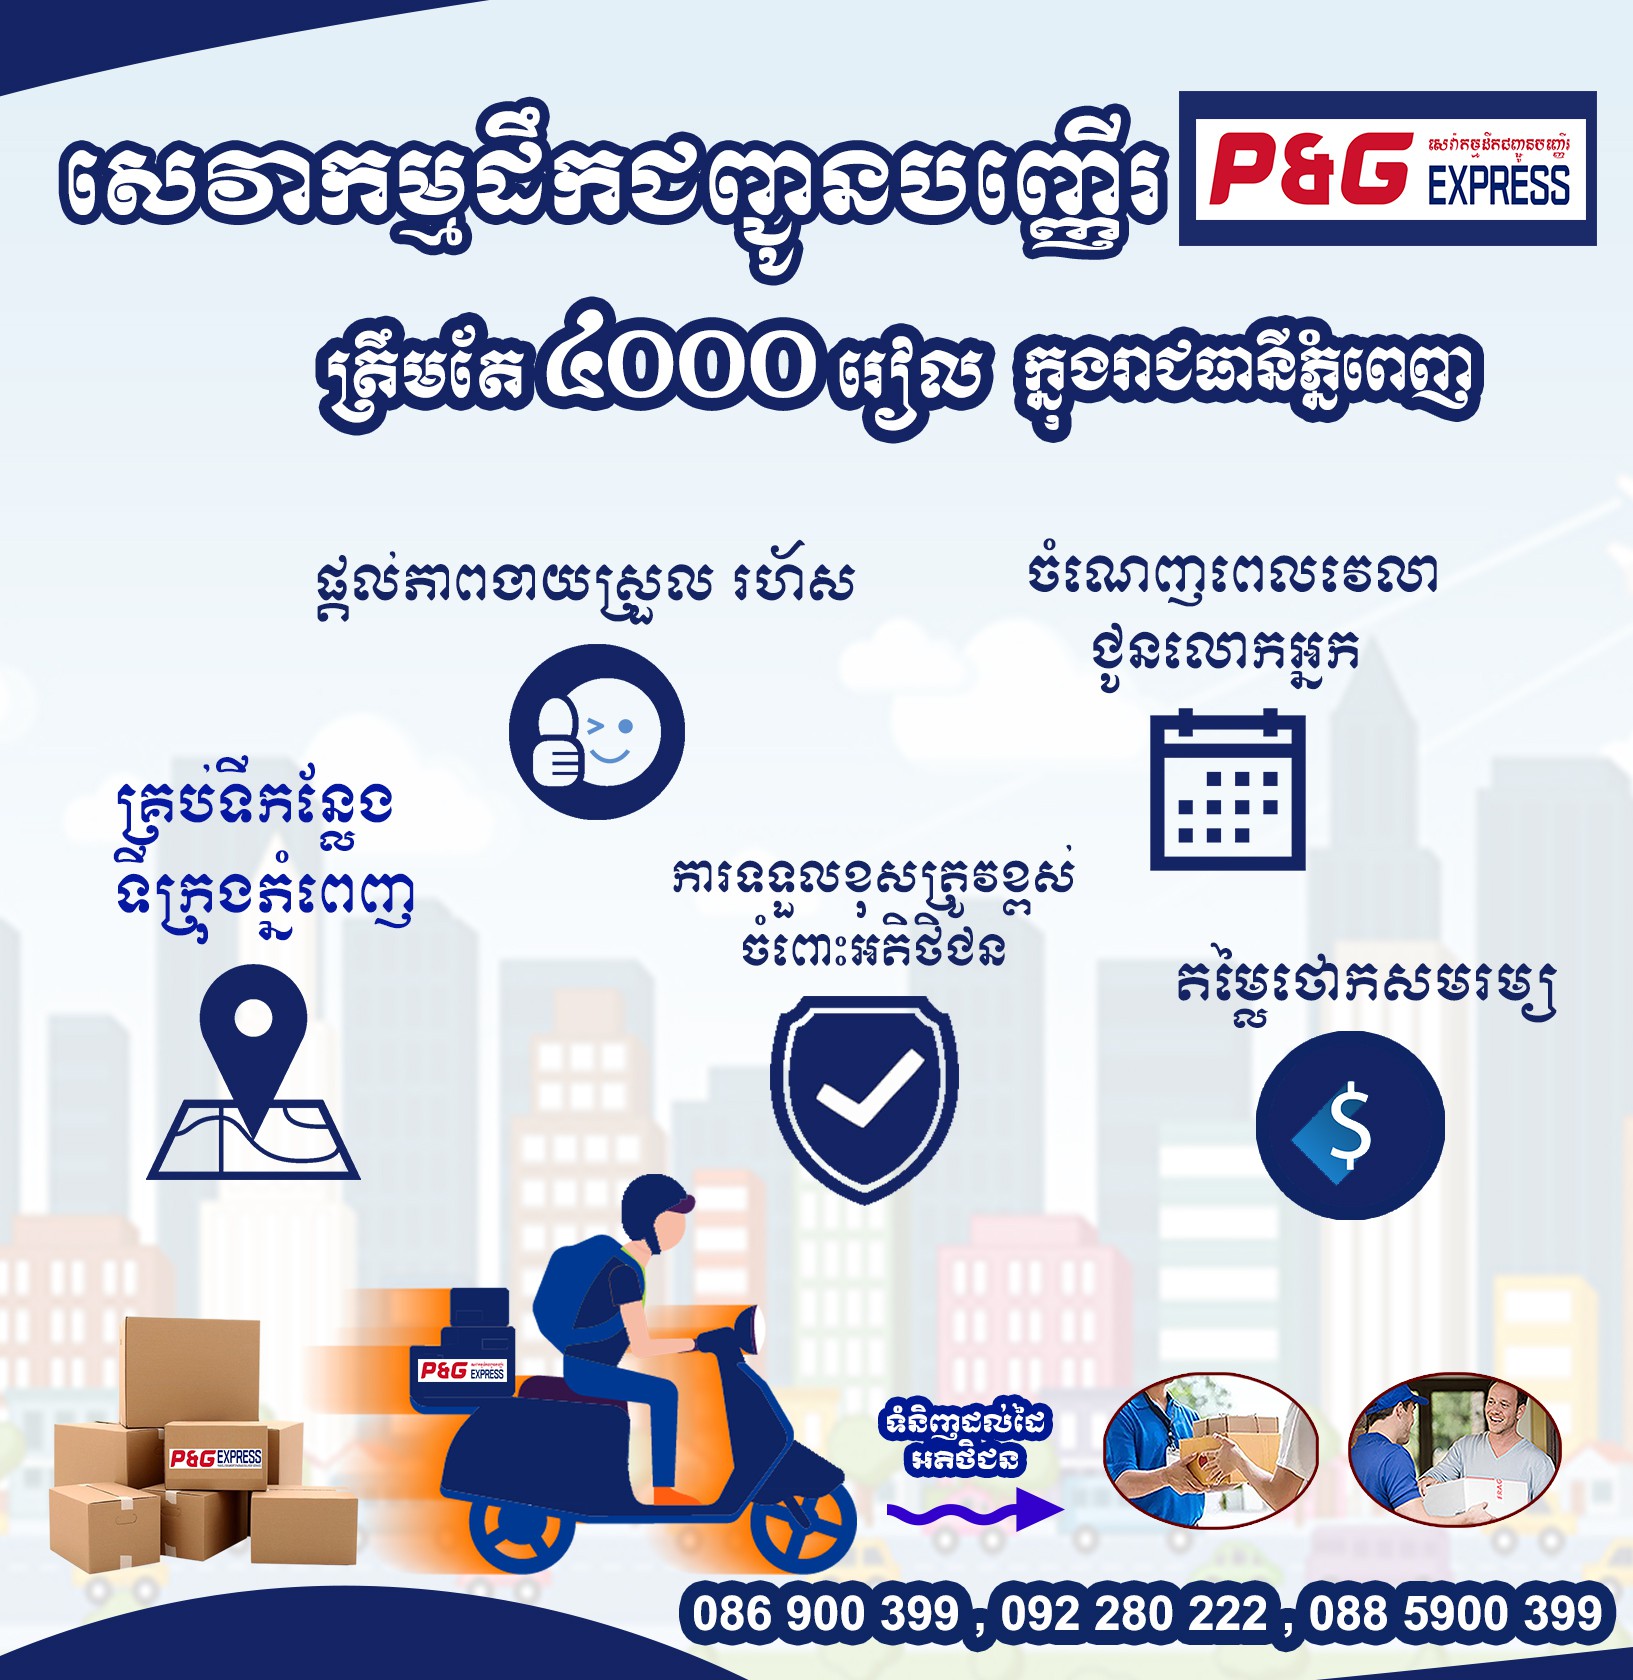 សេវាកម្មដឹកជញ្ជូនបញ្ញើរ
P&G
សេវ៉ាកម្មដឹកជញ្ជូនបញ្ញើរ
EXPRESS
ត្រឹមតែ ៤០០០ រៀល ក្នុងរាជធានីភ្នំពេញ
ផ្តល់ភាពងាយស្រួល រហ័ស
ចំណេញពេលវេលា
ជូនលោកអ្នក
គ្រប់ទីកន្លែង
ទីក្រុងភ្នំពេញ
ការទទួលខុសត្រូវខ្ពស់
ចំពោះអតិថិជន
តម្លៃថោកសមរម្យ
P&G EXPRESS
P&G EXPRESS
ទំនិញដល់ដៃ
អតិថិជន
086 900 399 , 092 280 222 , 088 5900 399